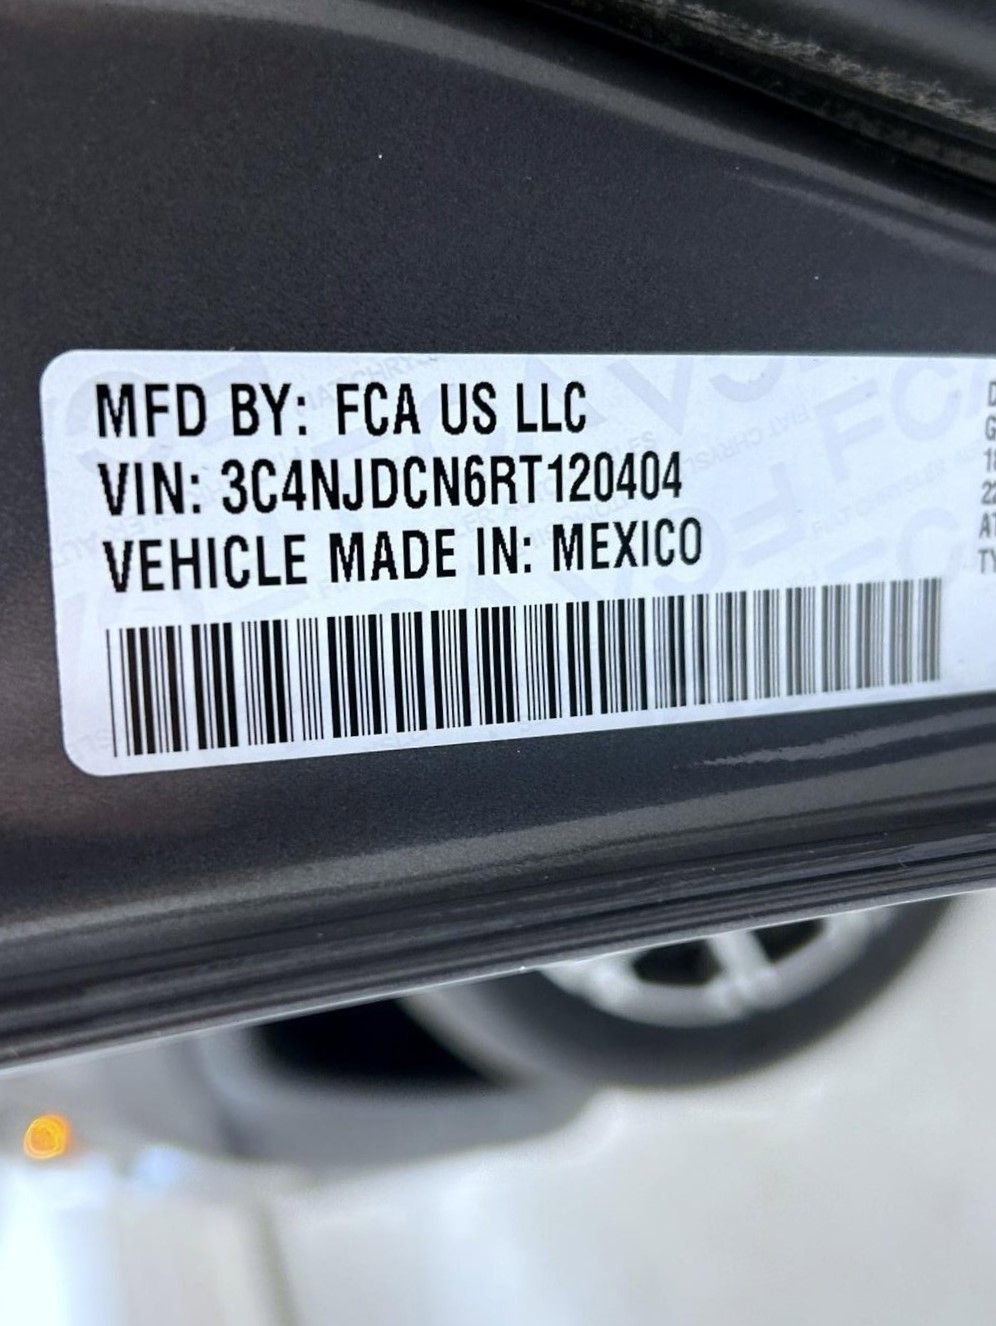 MFD BY: FCA US LLC
VIN: 3C4NJDCN6RT120404
VEHICLE MADE IN: MEXICO